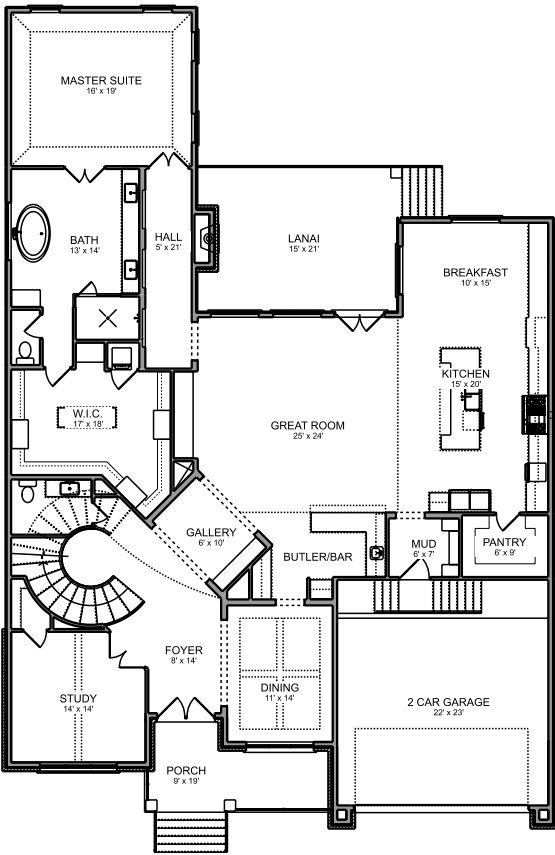 MASTER SUITE
16' x 19'
BATH
13' x 14'
HALL
5' x 21'
LANAI
15' x 21'
BREAKFAST
10' x 15'
KITCHEN
15' x 20'
W.I.C.
17' x 18'
GREAT ROOM
25' x 24'
GALLERY
6' x 10'
BUTLER/BAR
MUD
6' x 7'
PANTRY
6' x 9'
FOYER
8' x 14'
STUDY
14' x 14'
DINING
11' x 14'
2 CAR GARAGE
22' x 23'
PORCH
9' x 19'